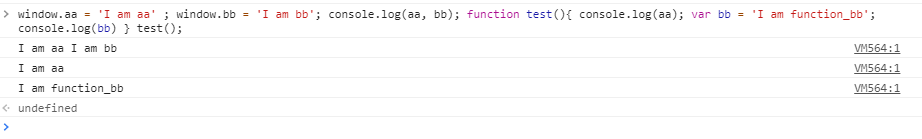 window.aa = 'I am aa' ; window.bb = 'I am bb'; console.log(aa, bb); function test(){ console.log(aa); var bb = 'I am function_bb';
console.log(bb) } test();
I am aa I am bb VM564:1
I am aa VM564:1
I am function_bb VM564:1
undefined